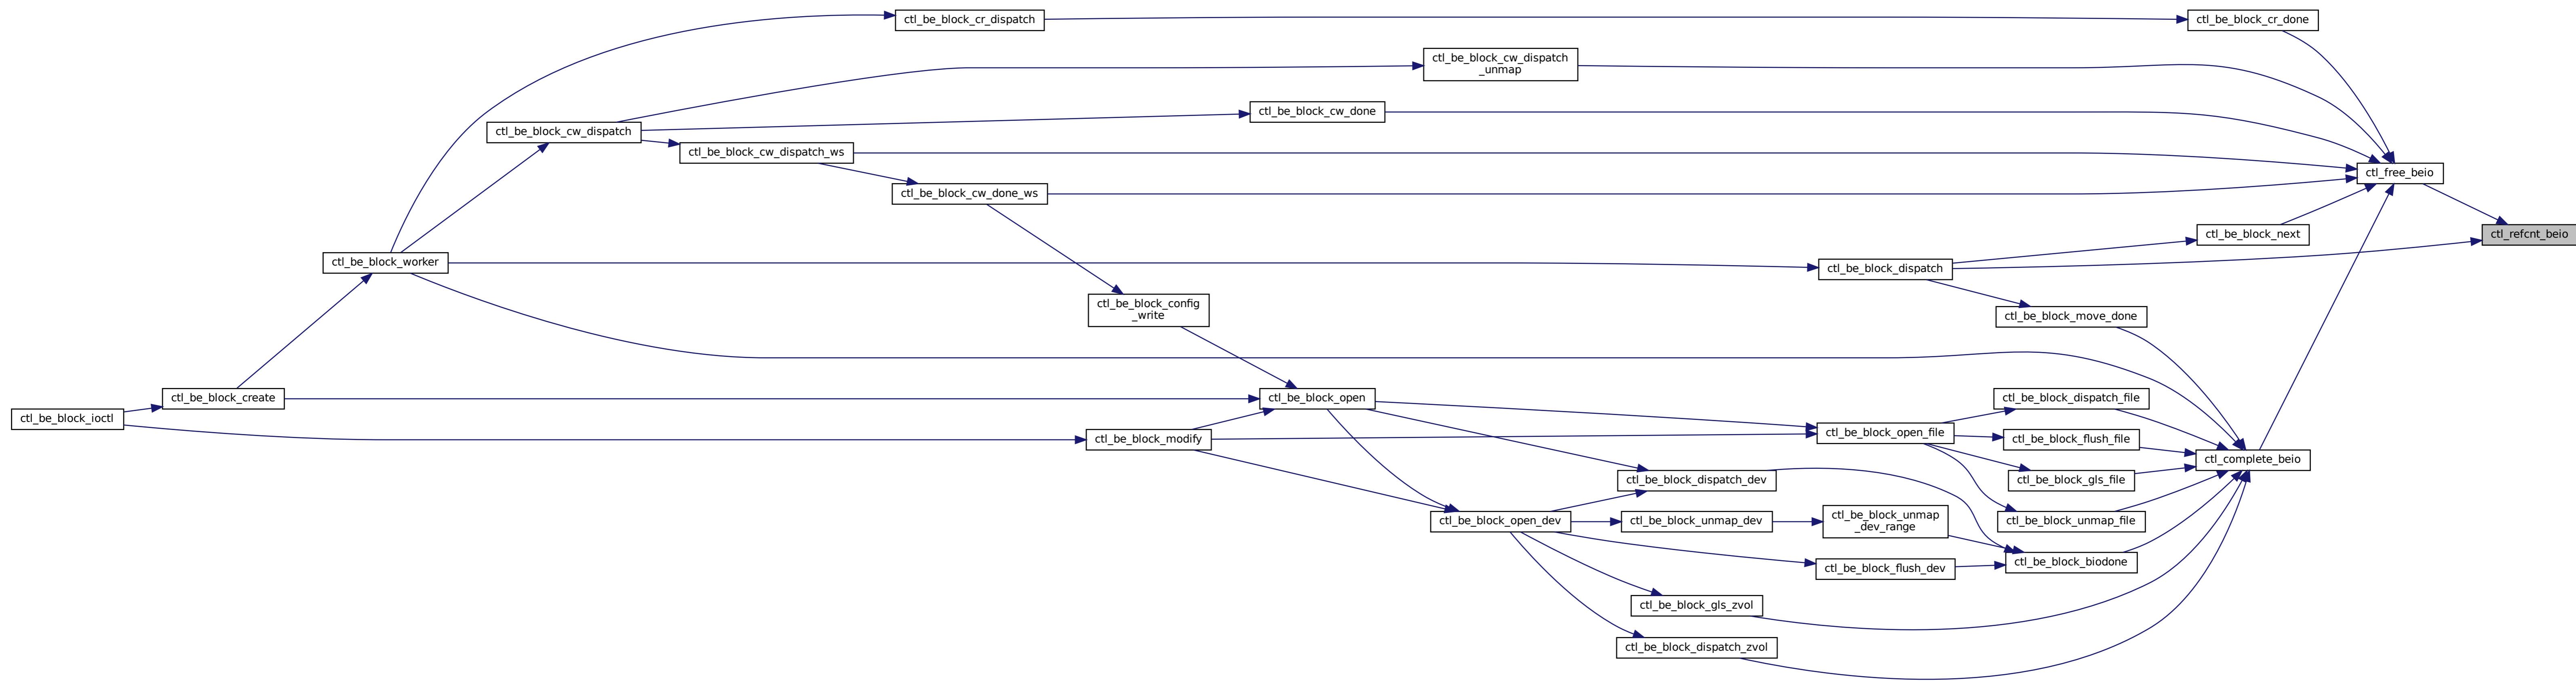 ctl_be_block_cr_dispatch
ctl_be_block_cr_done
ctl_be_block_cw_dispatch
_unmap
ctl_be_block_cw_done
ctl_be_block_cw_dispatch
ctl_be_block_cw_dispatch_ws
ctl_free_beio
ctl_be_block_cw_done_ws
ctl_be_block_next
ctl_refcnt_beio
ctl_be_block_worker
ctl_be_block_dispatch
ctl_be_block_config
_write
ctl_be_block_move_done
ctl_be_block_create
ctl_be_block_open
ctl_be_block_dispatch_file
ctl_be_block_ioctl
ctl_be_block_modify
ctl_be_block_open_file
ctl_be_block_flush_file
ctl_complete_beio
ctl_be_block_dispatch_dev
ctl_be_block_gls_file
ctl_be_block_open_dev
ctl_be_block_unmap_dev
ctl_be_block_unmap
_dev_range
ctl_be_block_unmap_file
ctl_be_block_flush_dev
ctl_be_block_biodone
ctl_be_block_gls_zvol
ctl_be_block_dispatch_zvol